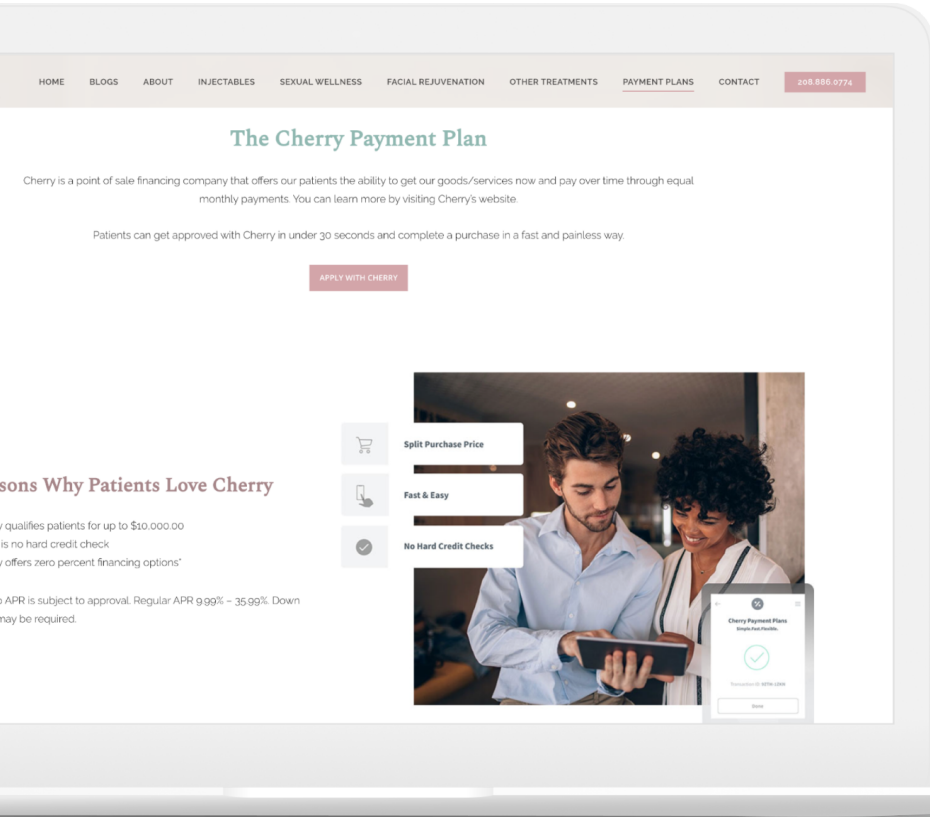 HOME BLOGS ABOUT INJECTABLES SEXUAL WELLNESS FACIAL REJUVENATION OTHER TREATMENTS PAYMENT PLANS CONTACT 208.886.0774
The Cherry Payment Plan
Cherry is a point of sale financing company that offers our patients the ability to get our goods/services now and pay over time through equal
monthly payments. You can learn more by visiting Cherry's website.
Patients can get approved with Cherry in under 30 seconds and complete a purchase in a fast and painless way.
APPLY WITH CHERRY
sons Why Patients Love Cherry
y qualifies patients for up to $10,000.00
is no hard credit check
y offers zero percent financing options*
o APR is subject to approval. Regular APR 9.99% – 35.99%. Down
may be required.
Split Purchase Price
Fast & Easy
No Hard Credit Checks
Cherry Payment Plans
Simple.Fast.Flexible.
Transaction ID:
Done